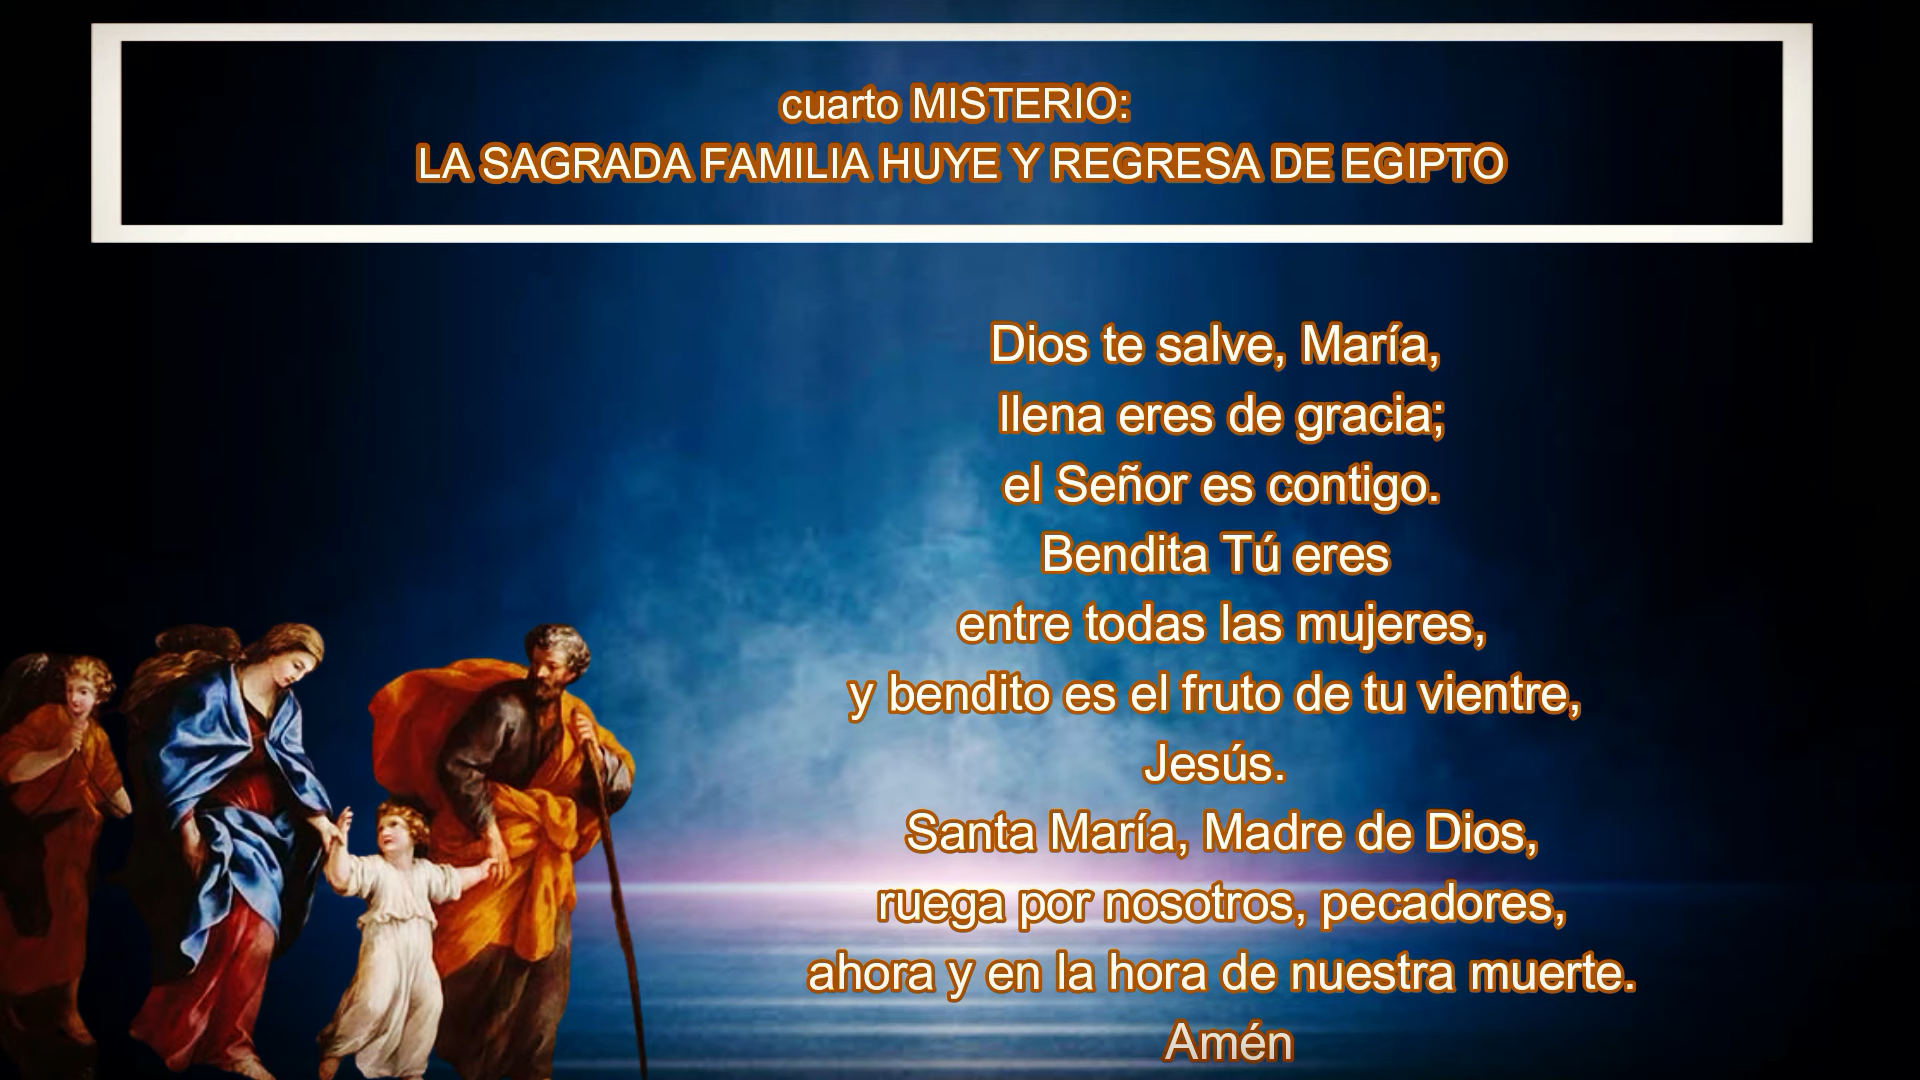 cuarto MISTERIO:
LA SAGRADA FAMILIA HUYE Y REGRESA DE EGIPTO
Dios te salve, María,
llena eres de gracia;
el Señor es contigo.
Bendita Tú eres
entre todas las mujeres,
y bendito es el fruto de tu vientre,
Jesús.
Santa María, Madre de Dios,
ruega por nosotros, pecadores,
ahora y en la hora de nuestra muerte.
Amén